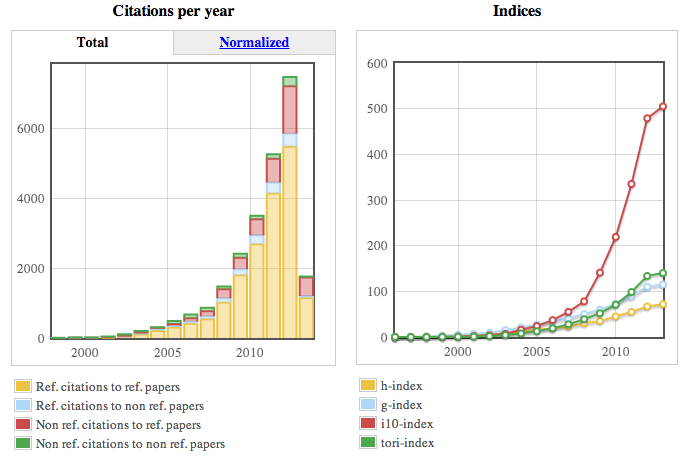 Citations per year
Total
Normalized
6000
4000
2000
0
2000
2005
2010
Ref. citations to ref. papers
Ref. citations to non ref. papers
Non ref. citations to ref. papers
Non ref. citations to non ref. papers
Indices
600
500
400
300
200
100
0
2000
2005
2010
h-index
g-index
i10-index
tori-index